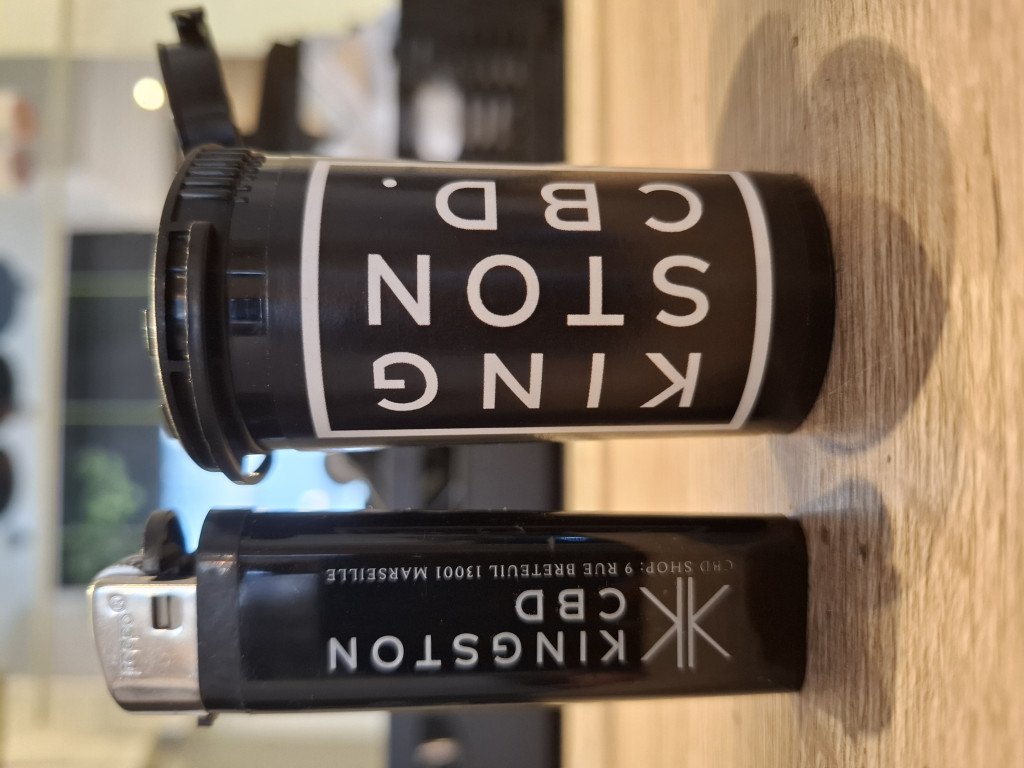 KING
STON
CBD.
KINGSTON
CBD
CBD SHOP: 9 RUE BRETEUIL 13001 MARSEILLE